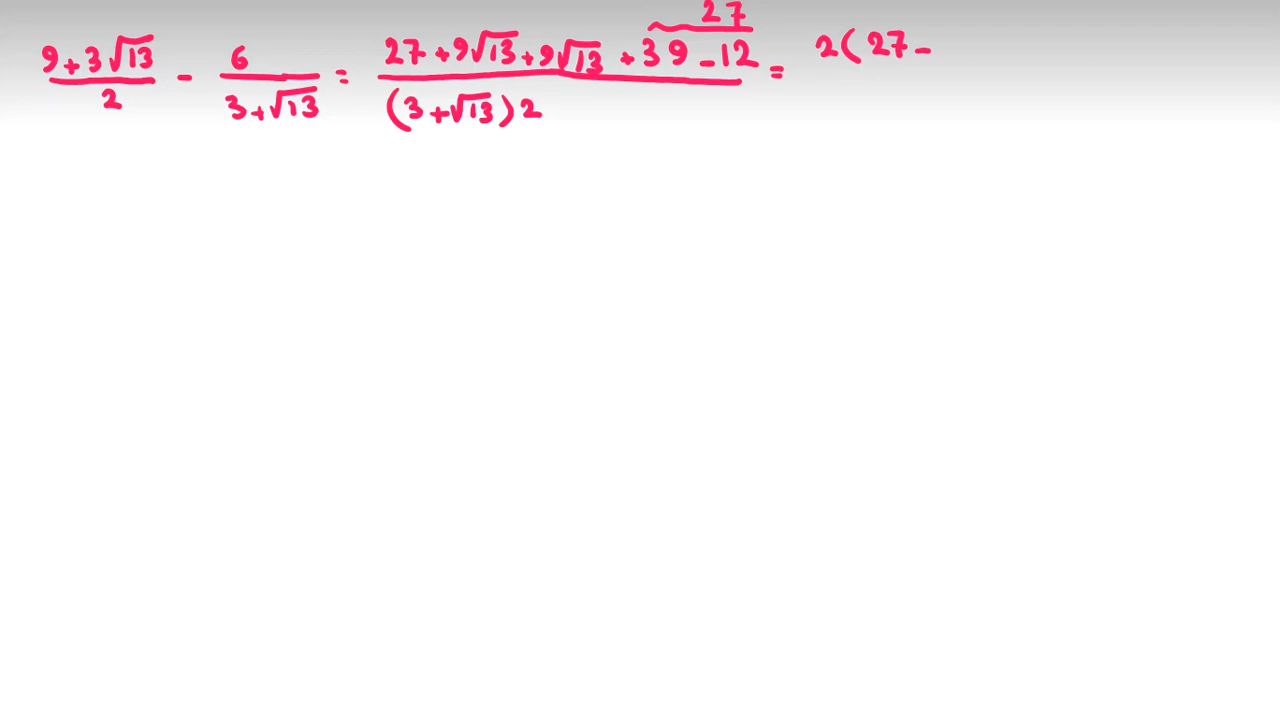 27
9+3√13 - 6 = 27+9√13+9√13+39-12 = 2(27-
2 3+√13 (3+√13)2